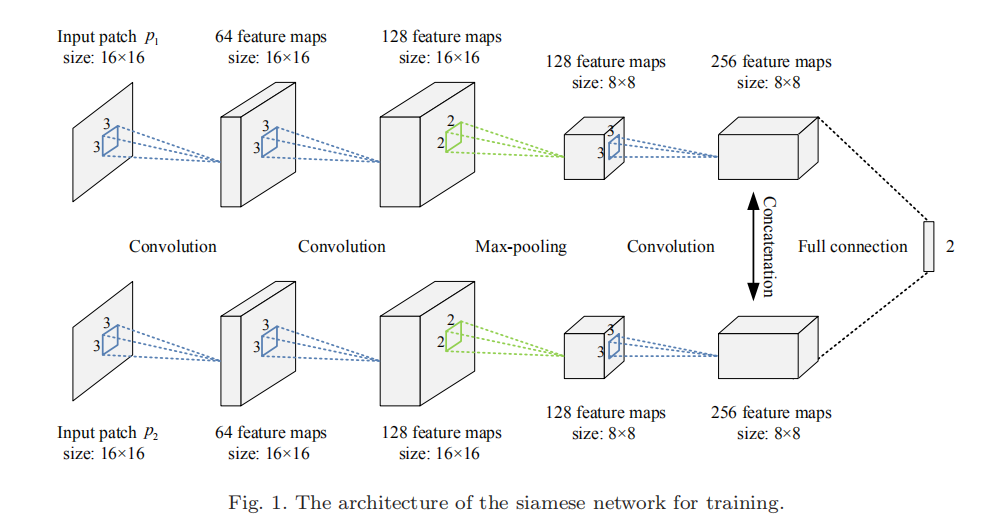 Input patch p1
size: 16×16
64 feature maps
size: 16×16
128 feature maps
size: 16×16
128 feature maps
size: 8×8
256 feature maps
size: 8×8
3
3
3
3
2
2
3
3
Convolution
Convolution
Max-pooling
Convolution
Concatenation
Full connection
2
3
3
3
3
2
2
3
3
Input patch p2
size: 16×16
64 feature maps
size: 16×16
128 feature maps
size: 16×16
128 feature maps
size: 8×8
256 feature maps
size: 8×8
Fig. 1. The architecture of the siamese network for training.